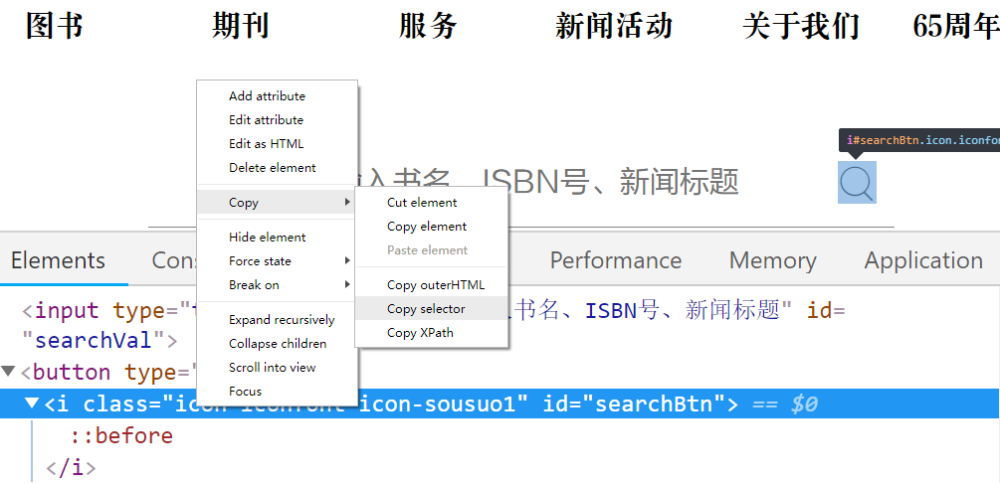 图书 期刊 服务 新闻活动 关于我们 65周年
Add attribute
Edit attribute
Edit as HTML
Delete element
Copy
Hide element
Force state
Break on
Expand recursively
Collapse children
Scroll into view
Focus
Cut element
Copy element
Paste element
Copy outerHTML
Copy selector
Copy XPath
i#searchBtn.icon.iconfo
入书名、ISBN号、新闻标题
Elements Cons Performance Memory Application
<input type="t 书名、ISBN号、新闻标题" id=
"searchVal">
<button type="
<i class="icon iconfont icon-sousuo1" id="searchBtn"> == $0
::before
</i>